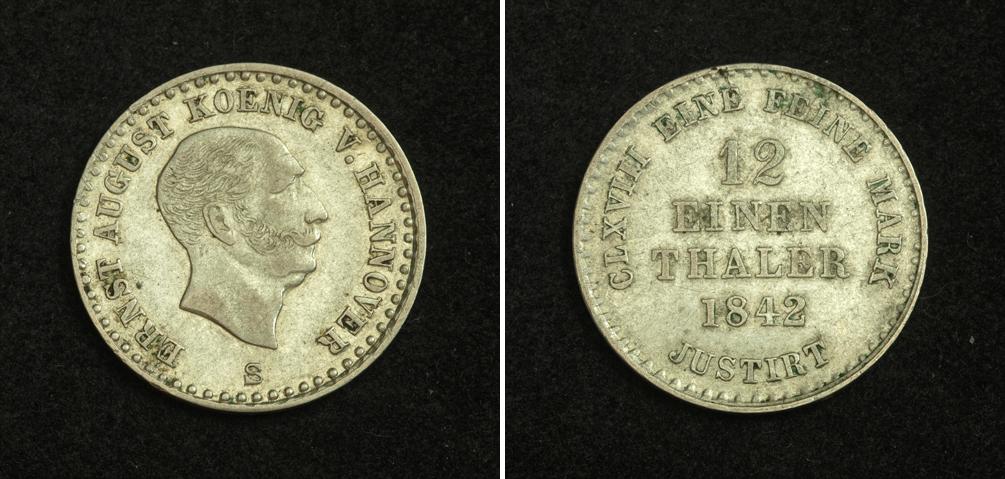 ERNST AUGUST KOENIG V. HANNOVER
S
CLXVIII EINE FEINE MARK
12
EINEN
THALER
1842
JUSTIRT